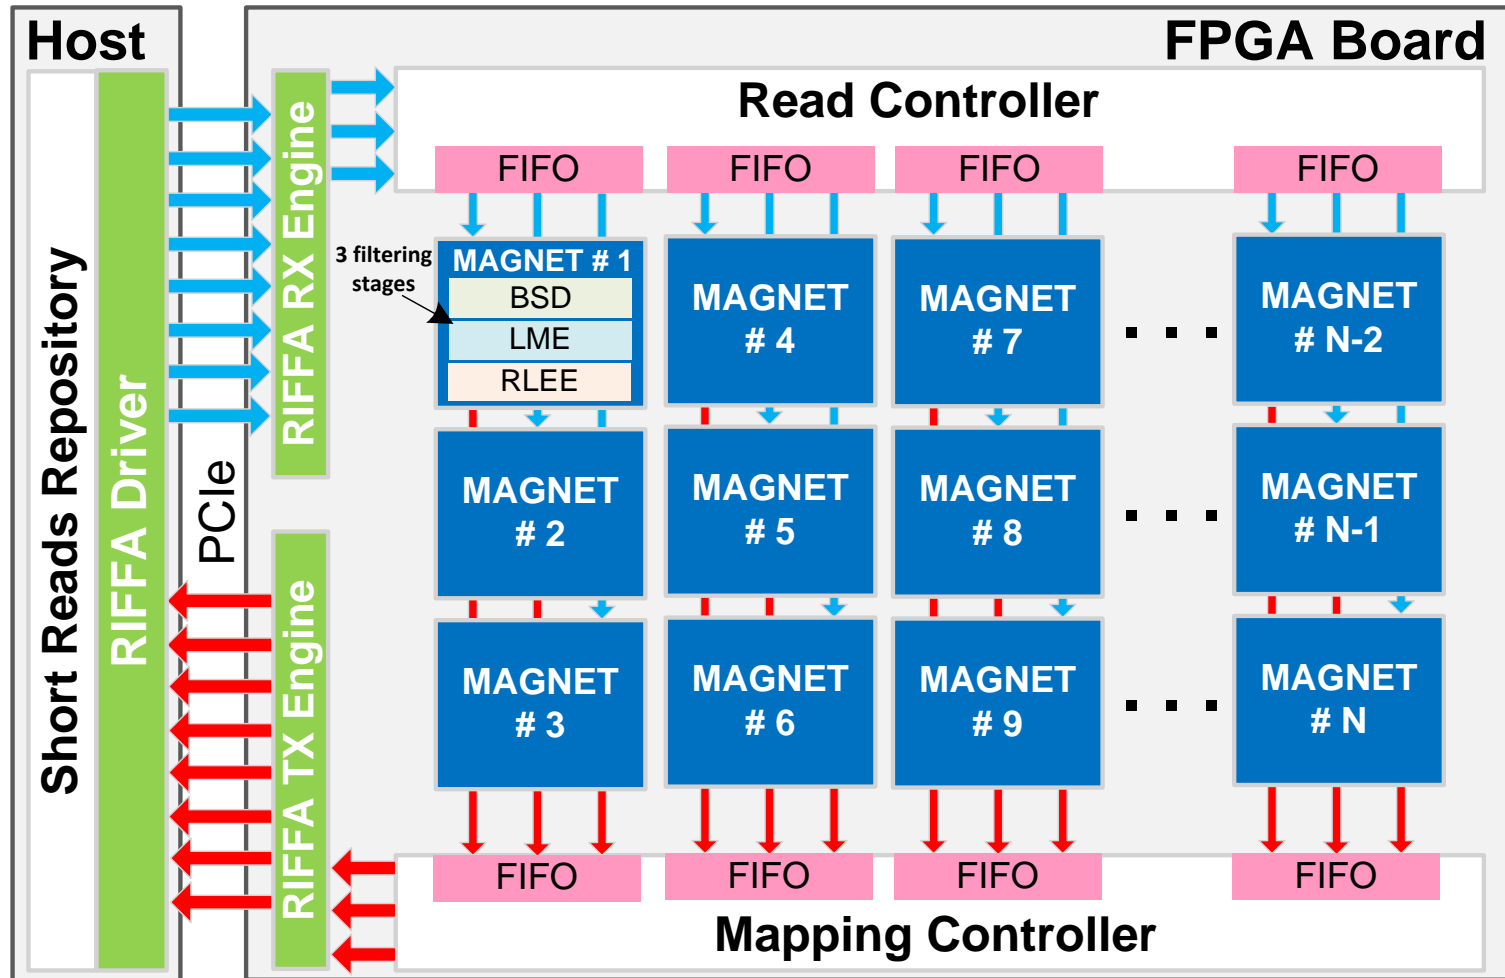 Host
FPGA Board
Short Reads Repository
RIFFA Driver
PCIe
RIFFA RX Engine
RIFFA TX Engine
Read Controller
FIFO
FIFO
FIFO
FIFO
3 filtering
stages
MAGNET # 1
BSD
LME
RLEE
MAGNET
# 4
MAGNET
# 7
. . .
MAGNET
# N-2
MAGNET
# 2
MAGNET
# 5
MAGNET
# 8
. . .
MAGNET
# N-1
MAGNET
# 3
MAGNET
# 6
MAGNET
# 9
. . .
MAGNET
# N
FIFO
FIFO
FIFO
FIFO
Mapping Controller